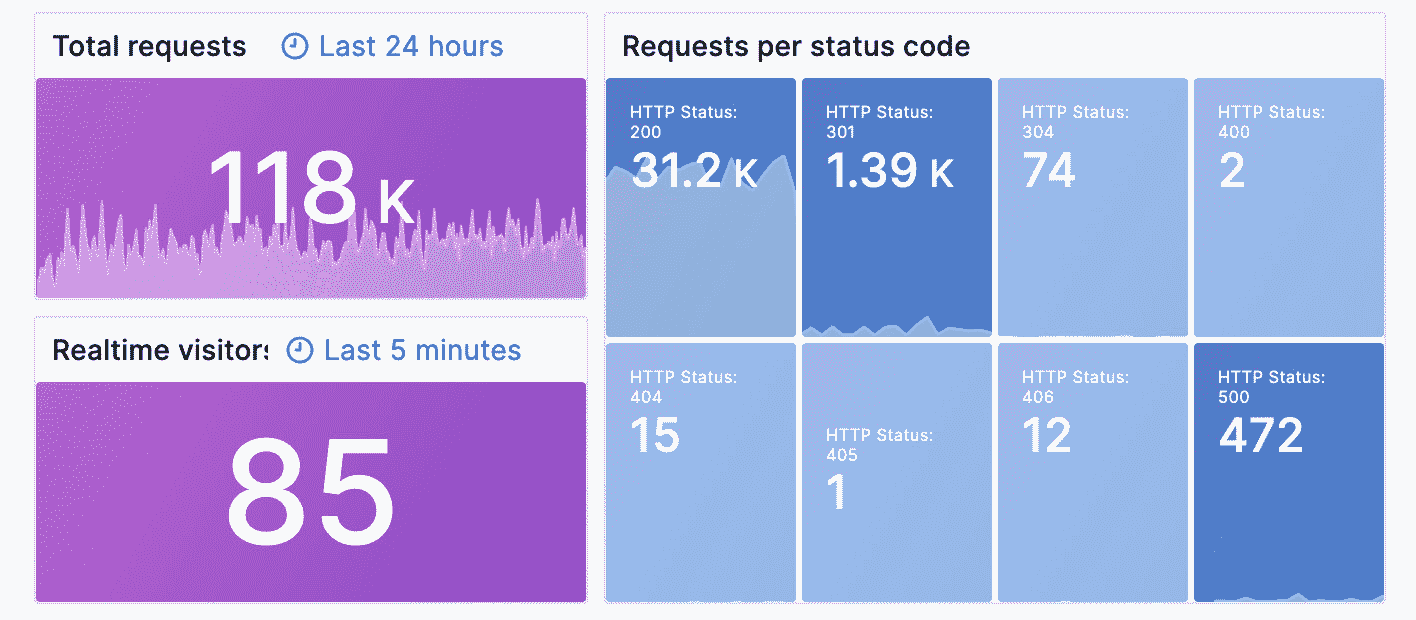 Total requests Last 24 hours
118 K
Realtime visitors Last 5 minutes
85
Requests per status code
HTTP Status:
200
31.2 K
HTTP Status:
301
1.39 K
HTTP Status:
304
74
HTTP Status:
400
2
HTTP Status:
404
15
HTTP Status:
405
1
HTTP Status:
406
12
HTTP Status:
500
472